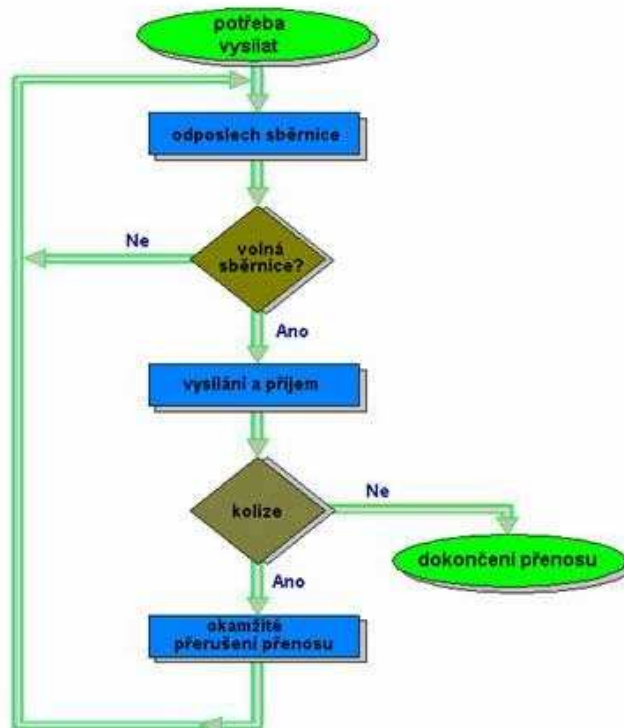 potřeba
vysílat
odposlech sběrnice
Ne
volná
sběrnice?
Ano
vysílání a příjem
kolize
Ne
dokončení přenosu
Ano
okamžité
přerušení přenosu